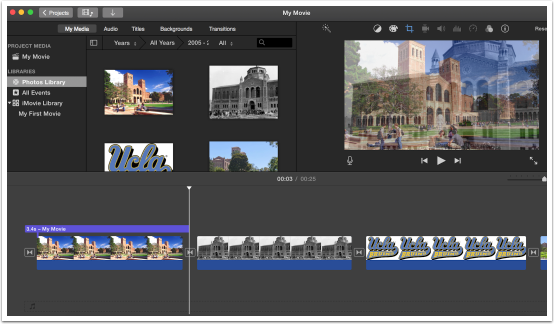 Projects
My Movie
My Media Audio Titles Backgrounds Transitions
Years All Years 2005 - 2 All
PROJECT MEDIA
My Movie
LIBRARIES
Photos Library
All Events
iMovie Library
My First Movie
Rese
Ucla
00:03 / 00:25
3.4s – My Movie
Ucla Ucla Ucla Ucla Ucla